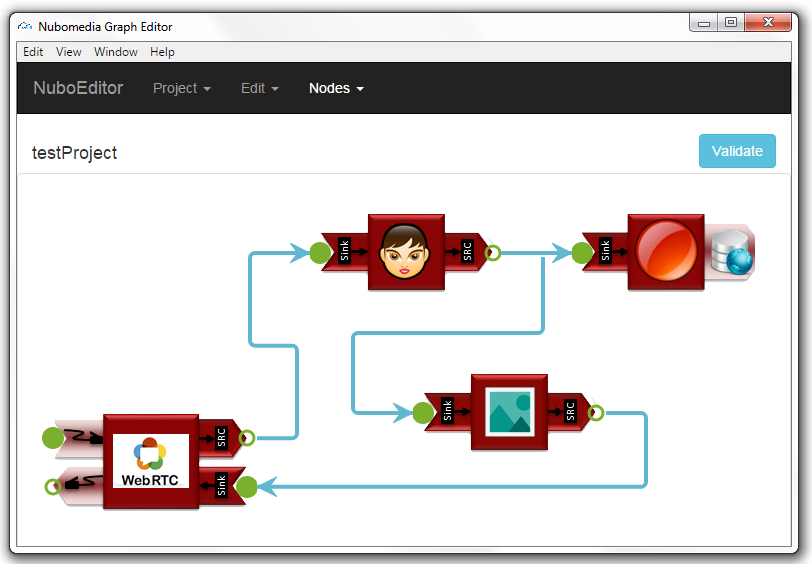 Nubomedia Graph Editor
Edit View Window Help
NuboEditor Project Edit Nodes
testProject Validate
Sink SRC Sink
Sink SRC
SRC
WebRTC
Sink